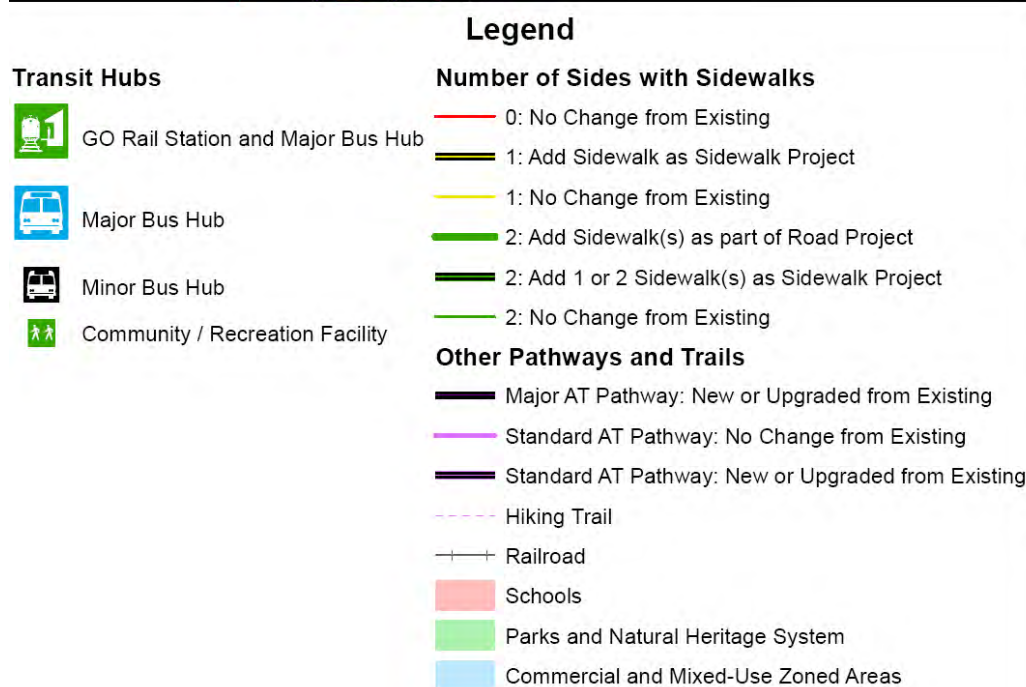 Legend
Transit Hubs
GO Rail Station and Major Bus Hub
Major Bus Hub
Minor Bus Hub
Community / Recreation Facility
Number of Sides with Sidewalks
0: No Change from Existing
1: Add Sidewalk as Sidewalk Project
1: No Change from Existing
2: Add Sidewalk(s) as part of Road Project
2: Add 1 or 2 Sidewalk(s) as Sidewalk Project
2: No Change from Existing
Other Pathways and Trails
Major AT Pathway: New or Upgraded from Existing
Standard AT Pathway: No Change from Existing
Standard AT Pathway: New or Upgraded from Existing
Hiking Trail
Railroad
Schools
Parks and Natural Heritage System
Commercial and Mixed-Use Zoned Areas